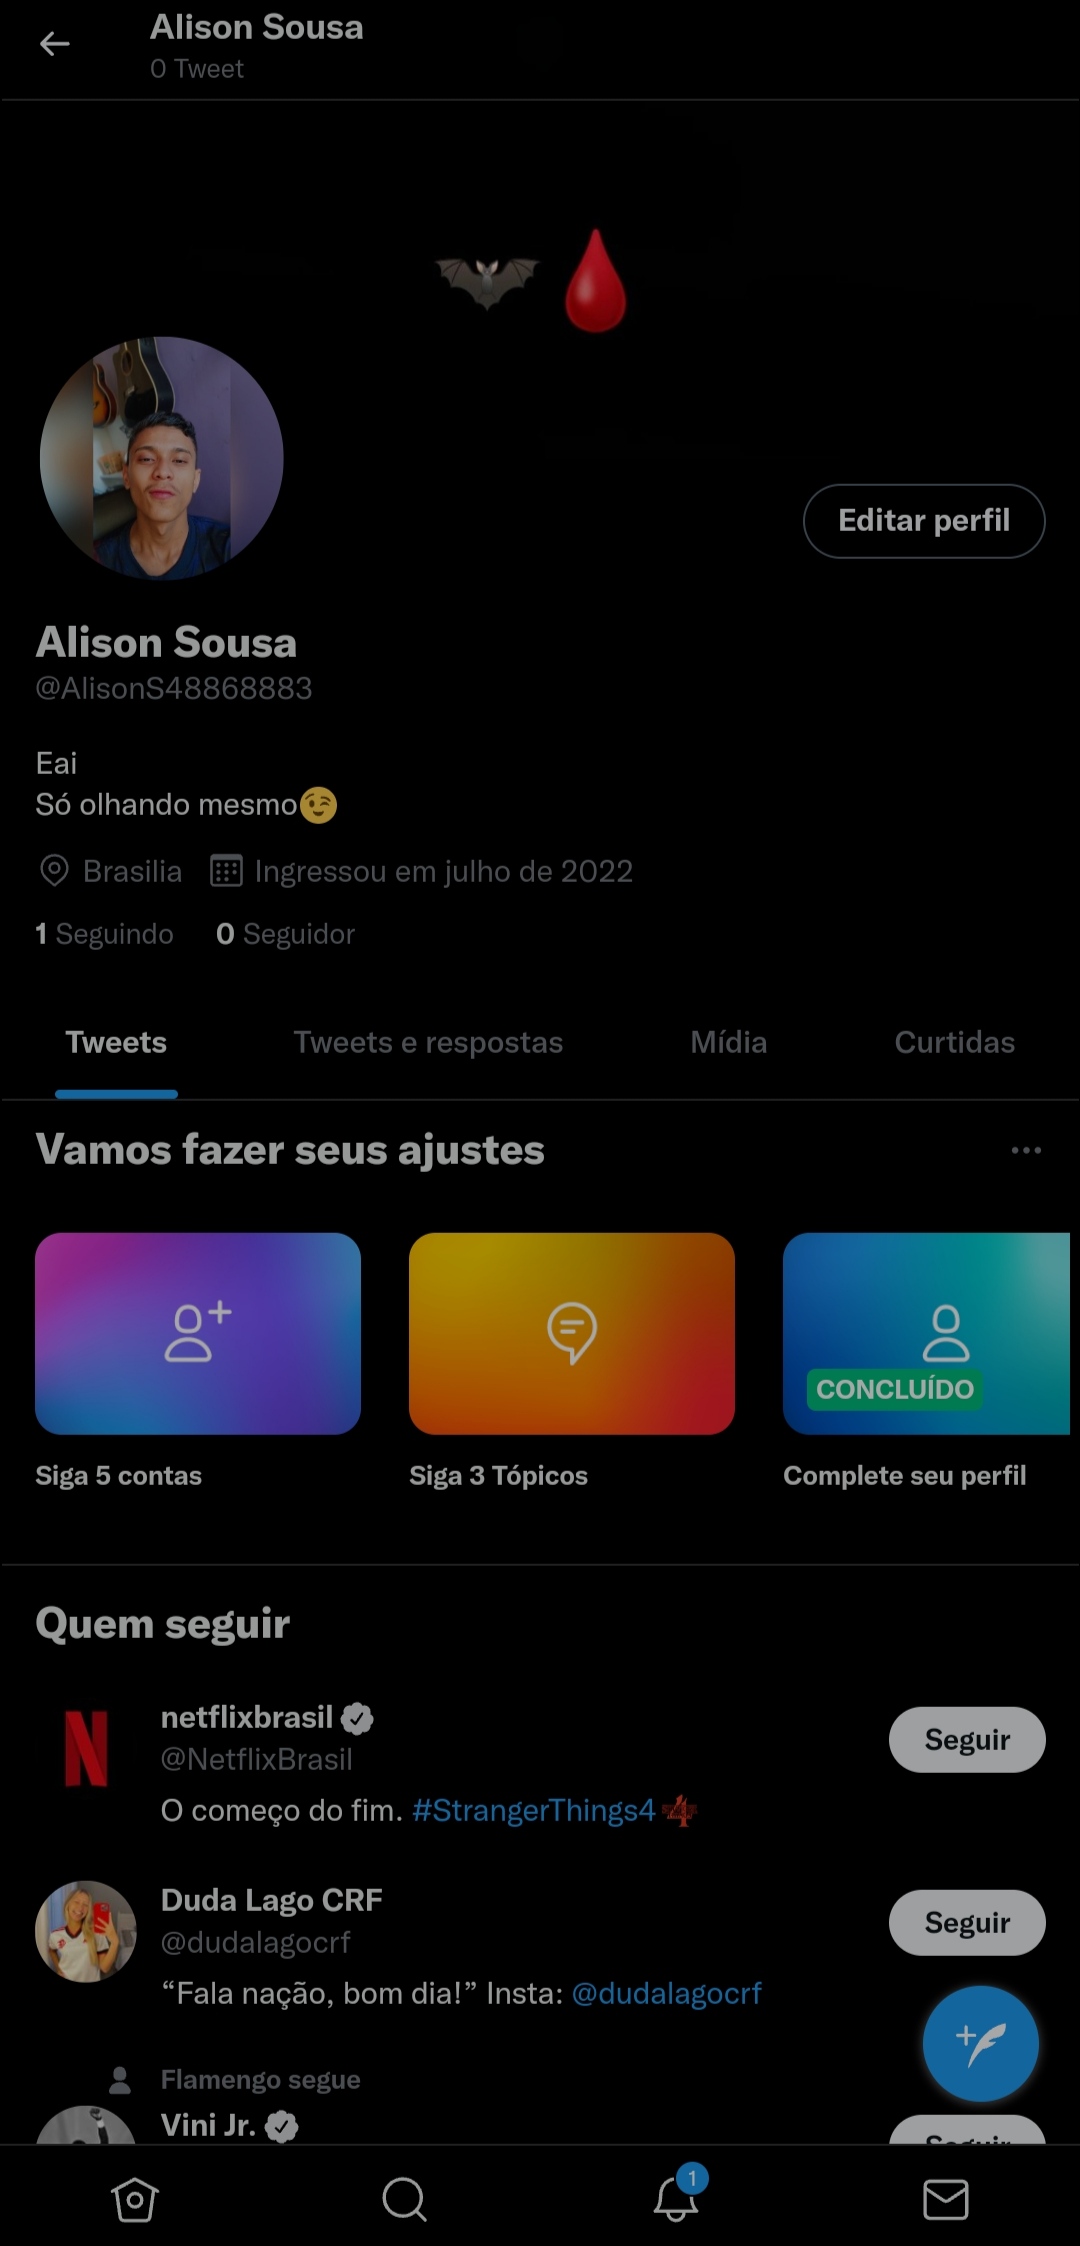 Alison Sousa
0 Tweet
Editar perfil
Alison Sousa
@AlisonS48868883
Eai
Só olhando mesmo😉
Brasilia Ingressou em julho de 2022
1 Seguindo 0 Seguidor
Tweets Tweets e respostas Mídia Curtidas
Vamos fazer seus ajustes
CONCLUÍDO
Siga 5 contas Siga 3 Tópicos Complete seu perfil
Quem seguir
netflixbrasil
@NetflixBrasil
Seguir
O começo do fim. #StrangerThings4
Duda Lago CRF
@dudalagocrf
Seguir
“Fala nação, bom dia!” Insta: @dudalagocrf
Flamengo segue
Vini Jr.
Seguir
1